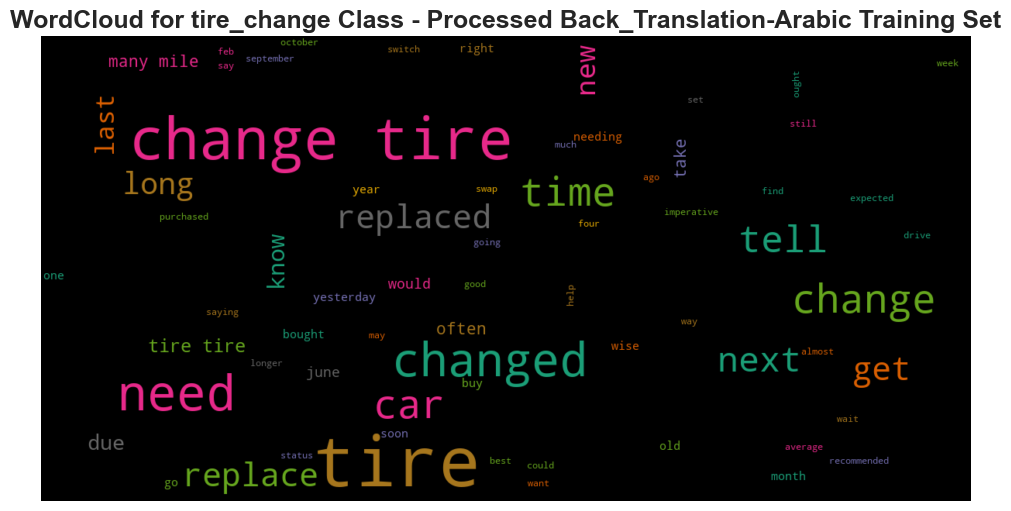 WordCloud for tire_change Class - Processed Back_Translation-Arabic Training Set
october
switch
right
feb
many mile
say
september
new
week
ought
last
set
change tire
still
needing
much
take
long
year
swap
time
ago
find
expected
purchased
replaced
four
imperative
tell
drive
know
going
one
would
good
yesterday
help
change
saying
way
bought
may
often
tire tire
wise
almost
longer
june
changed
next
get
need
buy
car
wait
due
soon
old
average
status
tire
best
could
recommended
go
replace
want
month